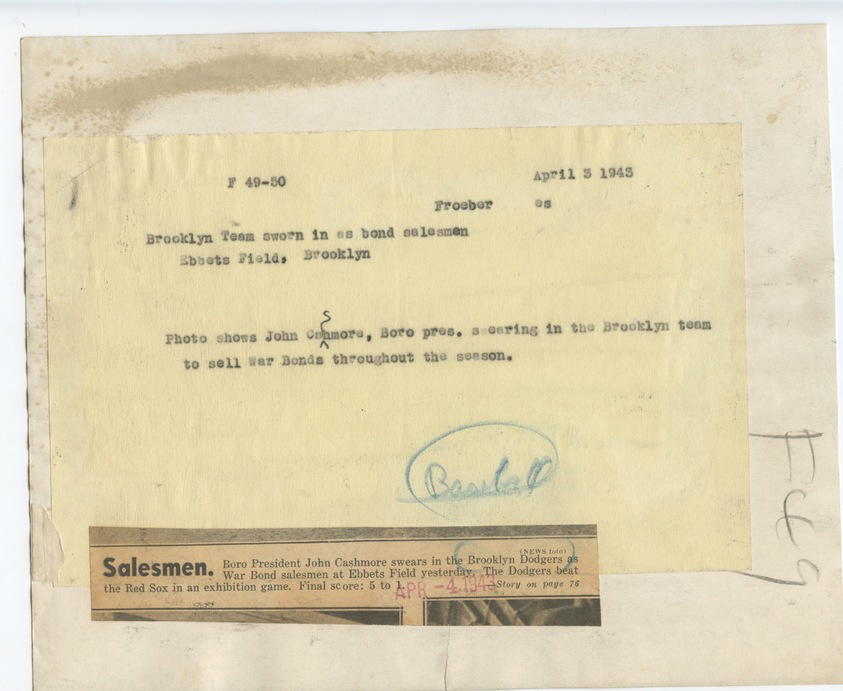 F 49-50
April 3 1943
Froeber es
Brooklyn Team sworn in as bond salesmen
Ebbets Field, Brooklyn
s
Photo shows John Cahmore, Boro pres. swearing in the Brooklyn team
to sell War Bonds throughout the season.
Baseball
F49
(NEWS foto)
Salesmen. Boro President John Cashmore swears in the Brooklyn Dodgers as
War Bond salesmen at Ebbets Field yesterday. The Dodgers beat
the Red Sox in an exhibition game. Final score: 5 to 1. Story on page 76
APR -4 1943